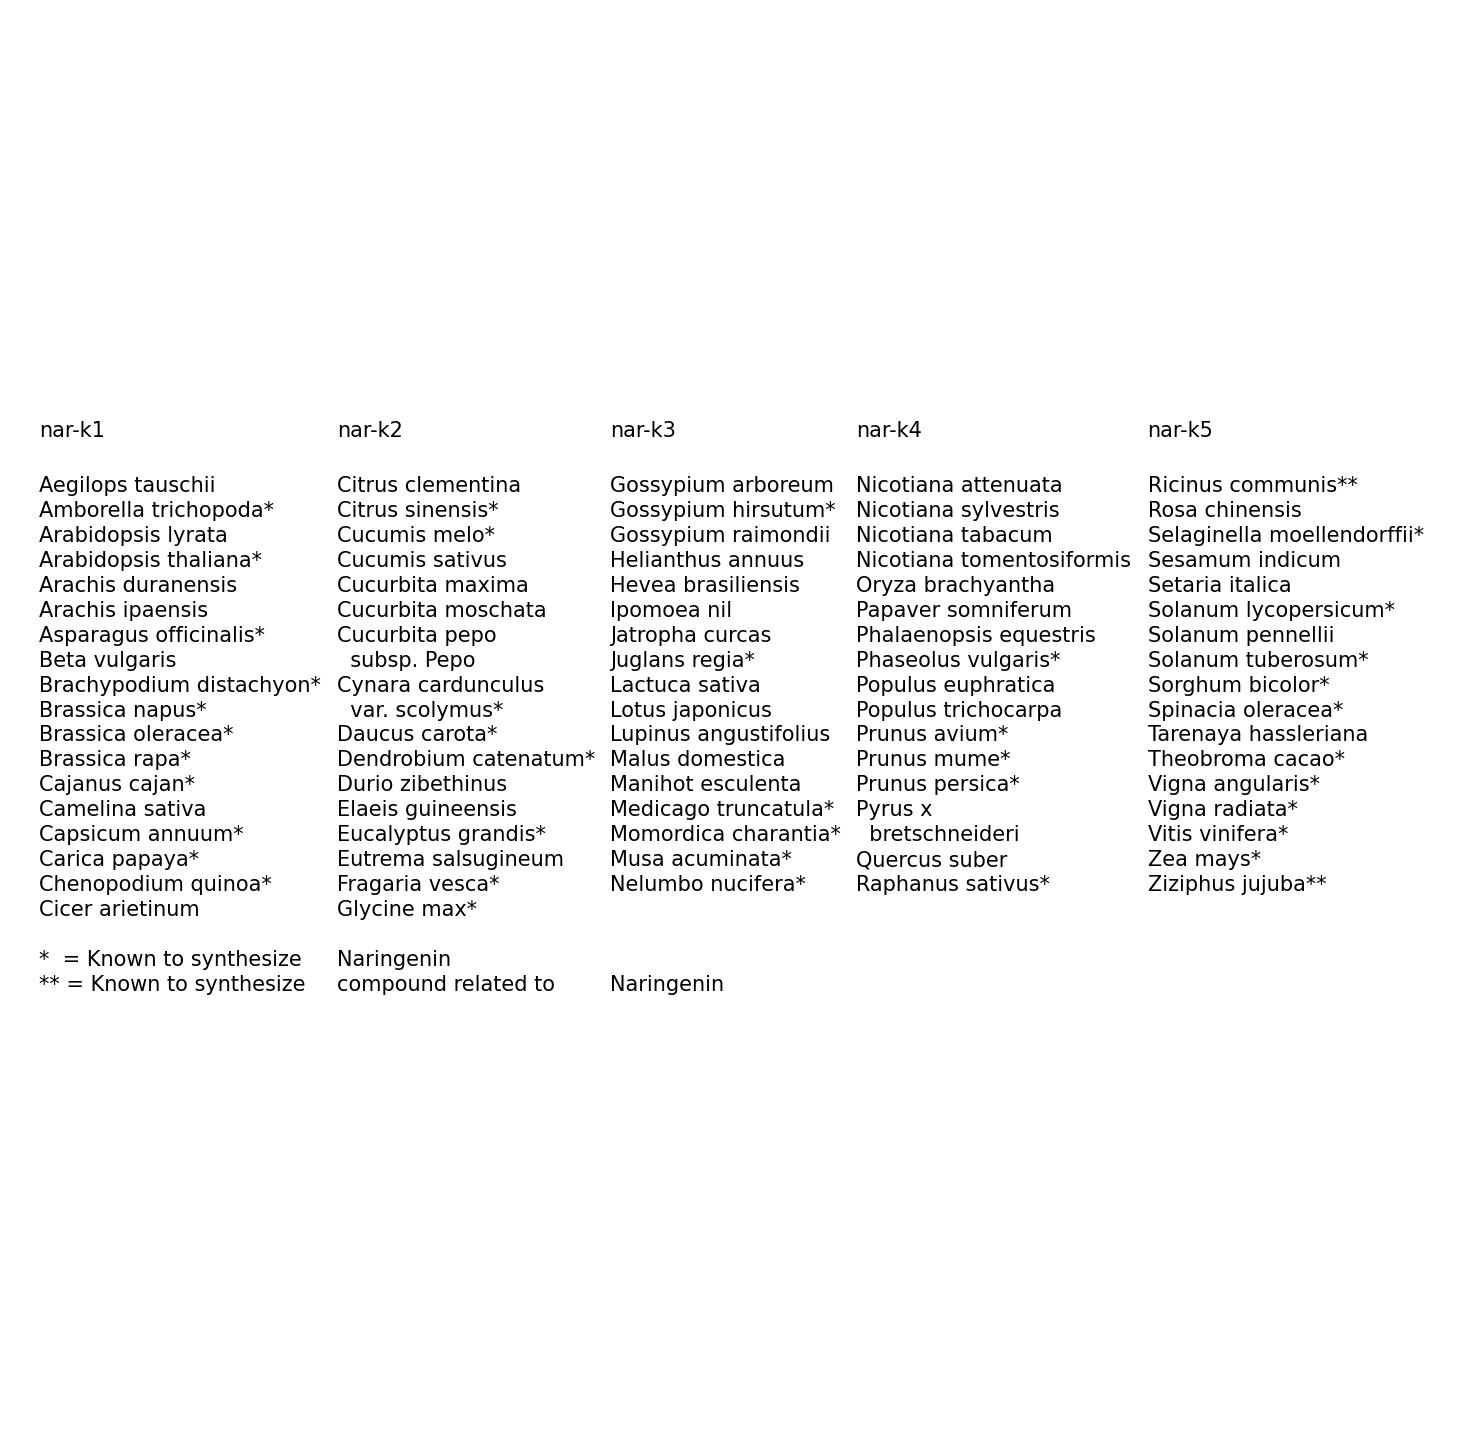 nar-k1 nar-k2 nar-k3 nar-k4 nar-k5
Aegilops tauschii Citrus clementina Gossypium arboreum Nicotiana attenuata Ricinus communis**
Amborella trichopoda* Citrus sinensis* Gossypium hirsutum* Nicotiana sylvestris Rosa chinensis
Arabidopsis lyrata Cucumis melo* Gossypium raimondii Nicotiana tabacum Selaginella moellendorffii*
Arabidopsis thaliana* Cucumis sativus Helianthus annuus Nicotiana tomentosiformis Sesamum indicum
Arachis duranensis Cucurbita maxima Hevea brasiliensis Oryza brachyantha Setaria italica
Arachis ipaensis Cucurbita moschata Ipomoea nil Papaver somniferum Solanum lycopersicum*
Asparagus officinalis* Cucurbita pepo Jatropha curcas Phalaenopsis equestris Solanum pennellii
Beta vulgaris subsp. Pepo Juglans regia* Phaseolus vulgaris* Solanum tuberosum*
Brachypodium distachyon* Cynara cardunculus Lactuca sativa Populus euphratica Sorghum bicolor*
Brassica napus* var. scolymus* Lotus japonicus Populus trichocarpa Spinacia oleracea*
Brassica oleracea* Daucus carota* Lupinus angustifolius Prunus avium* Tarenaya hassleriana
Brassica rapa* Dendrobium catenatum* Malus domestica Prunus mume* Theobroma cacao*
Cajanus cajan* Durio zibethinus Manihot esculenta Prunus persica* Vigna angularis*
Camelina sativa Elaeis guineensis Medicago truncatula* Pyrus x Vigna radiata*
Capsicum annuum* Eucalyptus grandis* Momordica charantia* bretschneideri Vitis vinifera*
Carica papaya* Eutrema salsugineum Musa acuminata* Quercus suber Zea mays*
Chenopodium quinoa* Fragaria vesca* Nelumbo nucifera* Raphanus sativus* Ziziphus jujuba**
Cicer arietinum Glycine max*
* = Known to synthesize Naringenin
** = Known to synthesize compound related to Naringenin